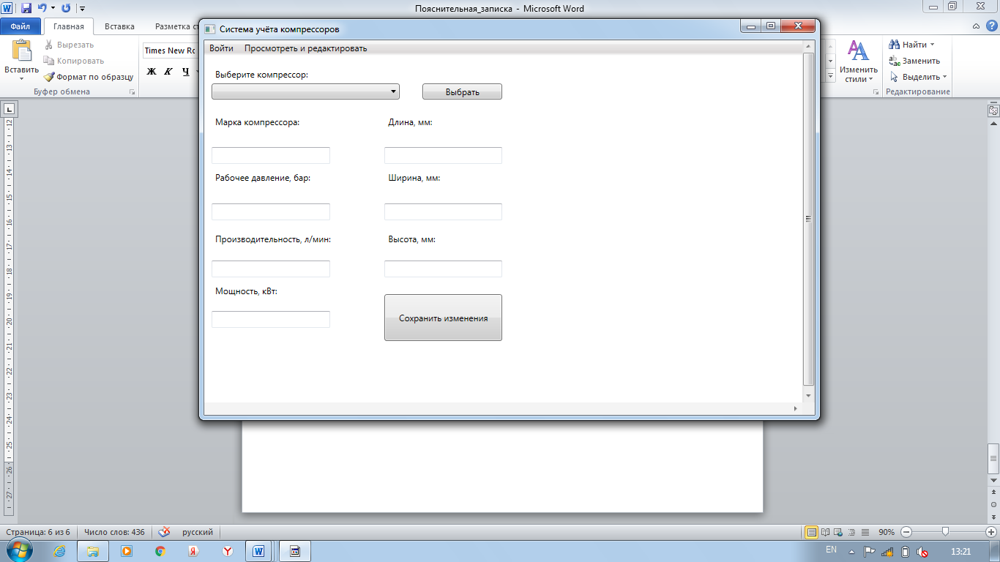 Пояснительная_записка - Microsoft Word
Файл
Главная
Вставка
Разметка с
Вставить
Вырезать
Копировать
Формат по образцу
Буфер обмена
Times New Ro
Ж К Ч
Изменить
стили
Найти
Заменить
Выделить
Редактирование
Система учёта компрессоров
Войти Просмотреть и редактировать
Выберите компрессор:
Выбрать
Марка компрессора: Длина, мм:
Рабочее давление, бар: Ширина, мм:
Производительность, л/мин: Высота, мм:
Мощность, кВт:
Сохранить изменения
12
13
14
15
16
17
18
19
20
21
22
23
24
25
26
27
Страница: 6 из 6 Число слов: 436 русский 90%
EN 13:21